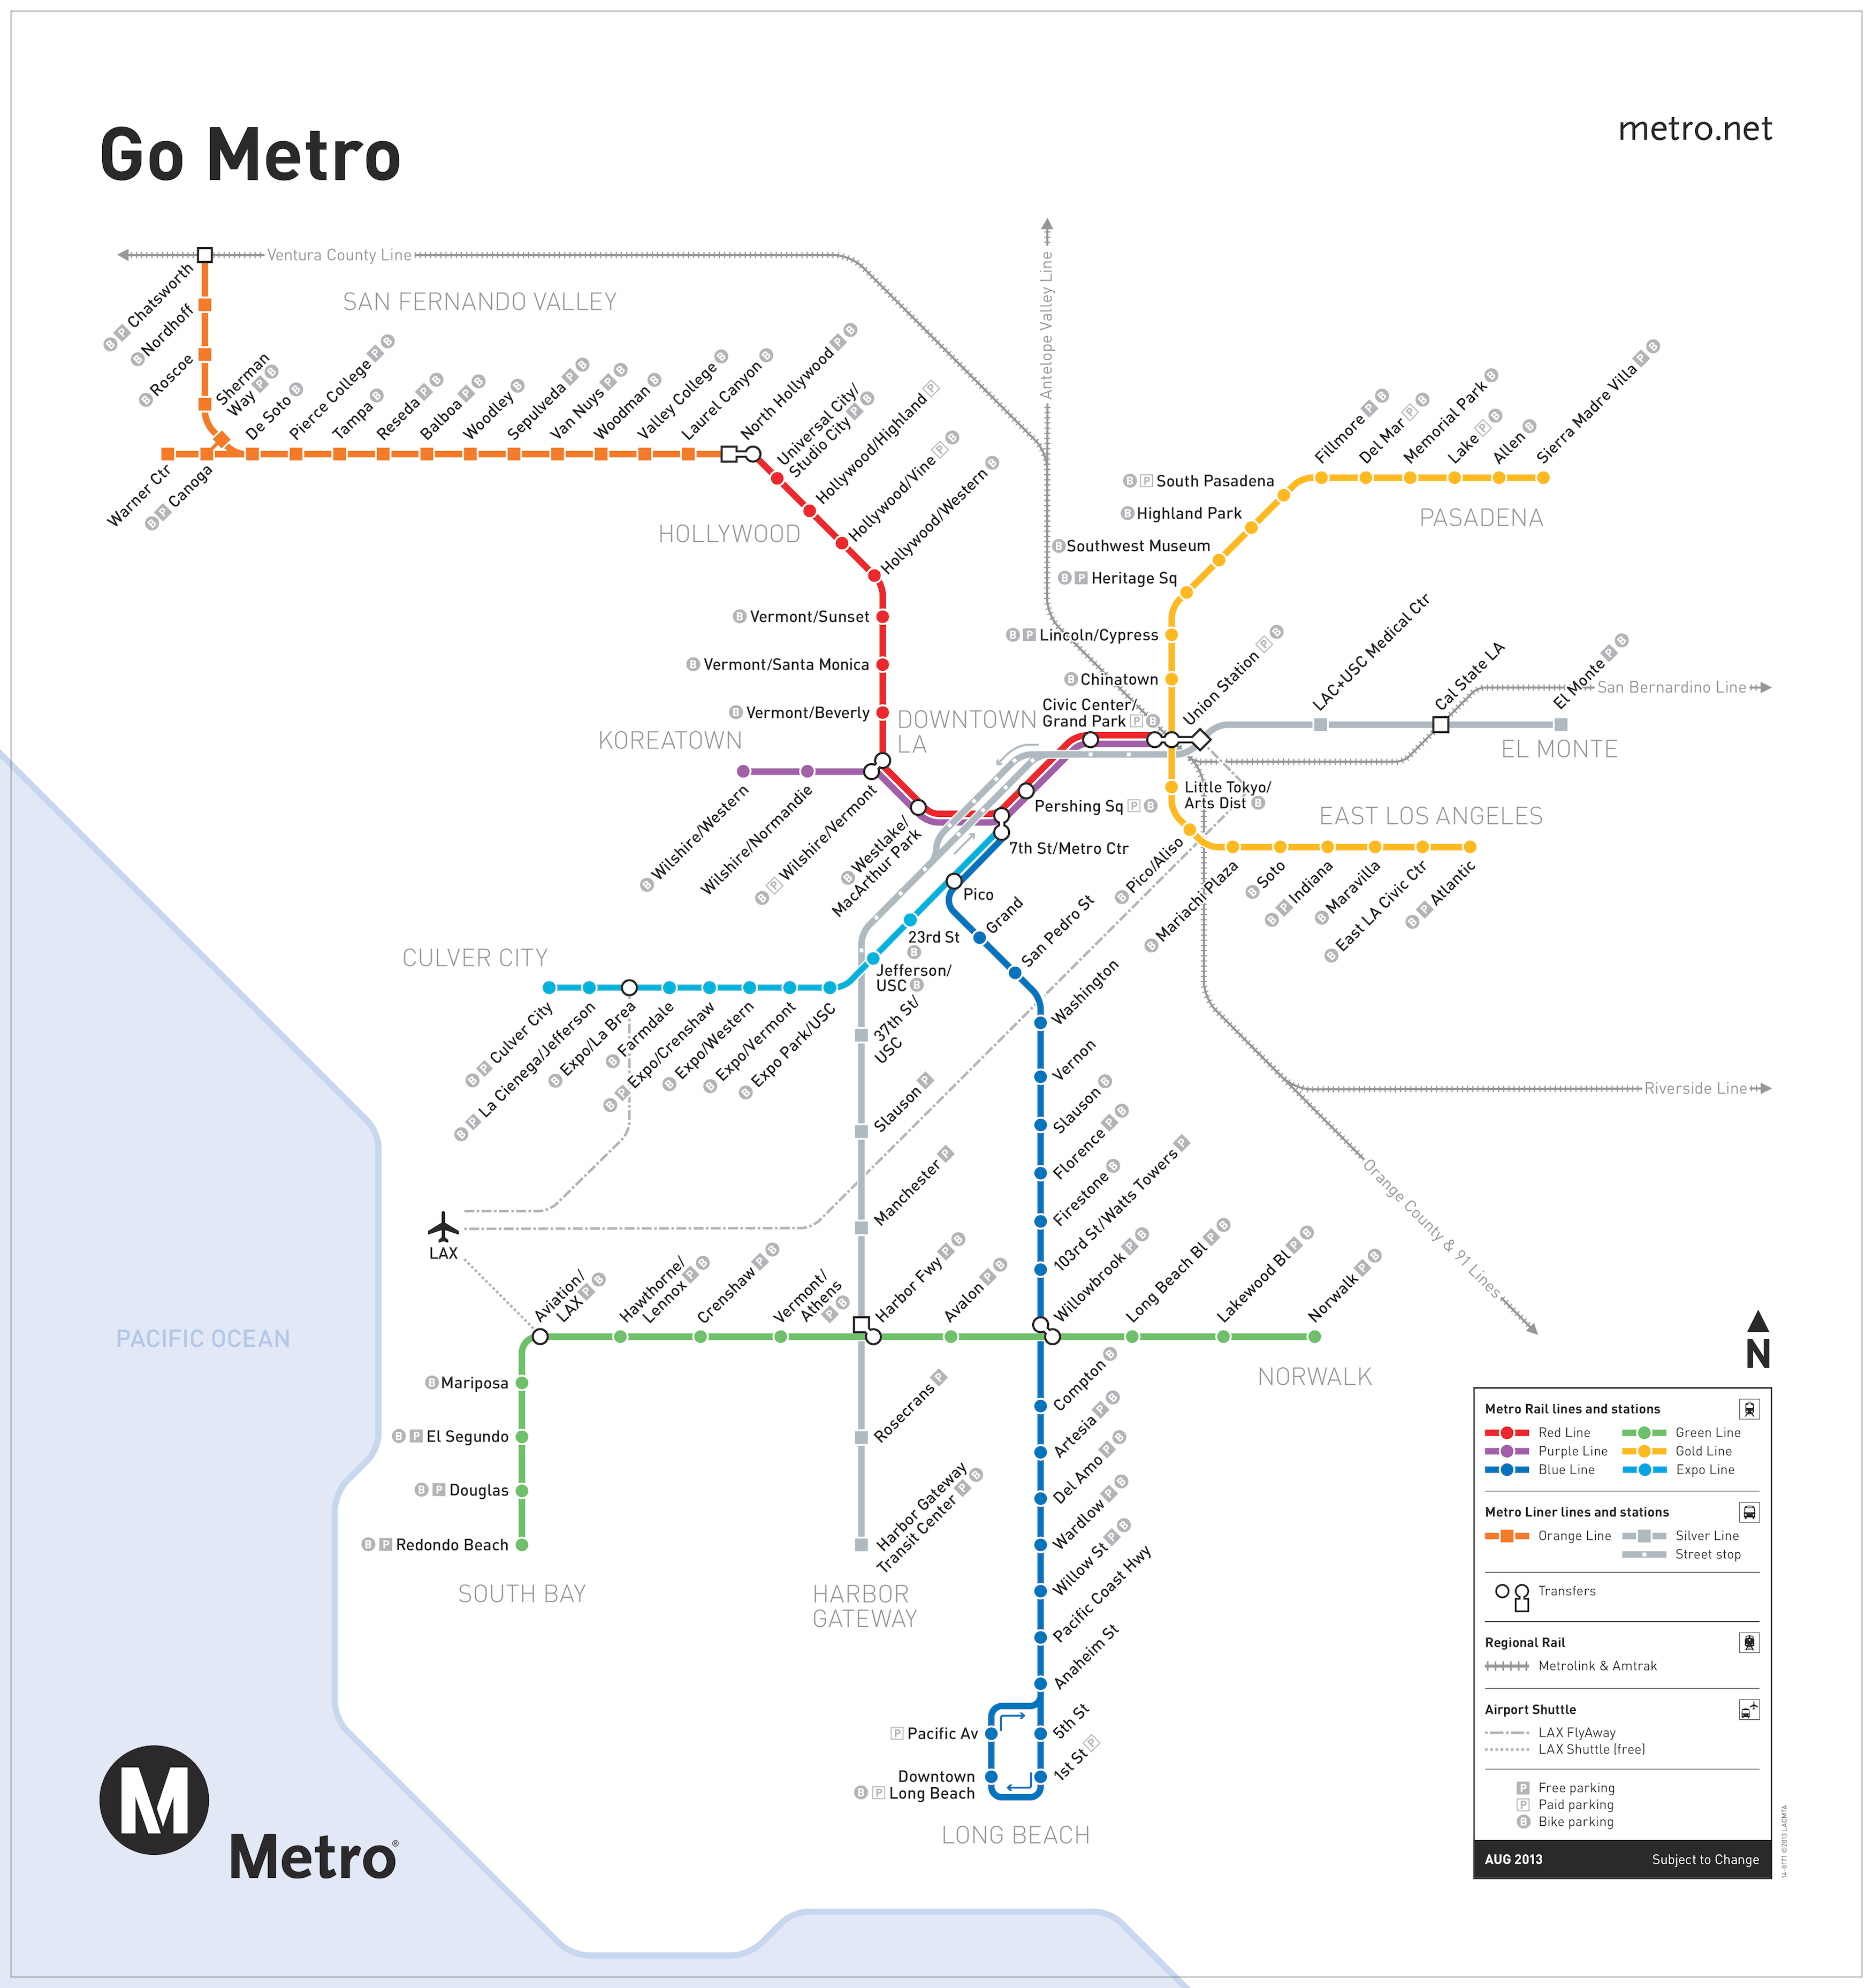 Go Metro
metro.net
Ventura County Line
Antelope Valley Line
SAN FERNANDO VALLEY
B P Chatsworth
B Nordhoff
B Roscoe
Sherman
Way P B
Warner Ctr
B P Canoga
De Soto B
Pierce College P B
Tampa B
Reseda P B
Balboa P B
Woodley B
Sepulveda P B
Van Nuys P B
Woodman B
Valley College B
Laurel Canyon B
North Hollywood P B
Universal City/
Studio City P B
Hollywood/Highland P
Hollywood/Vine P B
Hollywood/Western B
HOLLYWOOD
B Vermont/Sunset
B Vermont/Santa Monica
B Vermont/Beverly
KOREATOWN
DOWNTOWN
LA
B Wilshire/Western
Wilshire/Normandie
B P Wilshire/Vermont
B Westlake/
MacArthur Park
Civic Center/
Grand Park P B
Pershing Sq P B
7th St/Metro Ctr
Union Station P B
Fillmore P B
Del Mar P B
Memorial Park B
Lake P B
Allen B
Sierra Madre Villa P B
PASADENA
B P South Pasadena
B Highland Park
B Southwest Museum
B P Heritage Sq
B P Lincoln/Cypress
B Chinatown
LAC+USC Medical Ctr
Cal State LA
El Monte P B
San Bernardino Line
EL MONTE
Little Tokyo/
Arts Dist B
EAST LOS ANGELES
B Pico/Aliso
B Mariachi Plaza
B Soto
B P Indiana
B Maravilla
B East LA Civic Ctr
B P Atlantic
Pico
Grand
San Pedro St
Washington
Vernon
Slauson B
Florence P B
Firestone B
103rd St/Watts Towers P
Willowbrook P B
CULVER CITY
23rd St
B
Jefferson/
USC B
B P Culver City
B P La Cienega/Jefferson
B Expo/La Brea
B Farmdale
B P Expo/Crenshaw
B Expo/Western
B Expo/Vermont
B Expo Park/USC
37th St/
USC
Slauson P
Manchester P
Harbor Fwy P B
Riverside Line
Orange County & 91 Lines
LAX
Aviation/
LAX P B
Hawthorne/
Lennox P B
Crenshaw P B
Vermont/
Athens
P B
Avalon P B
Long Beach Bl P B
Lakewood Bl P B
Norwalk P B
NORWALK
PACIFIC OCEAN
B Mariposa
B P El Segundo
B P Douglas
B P Redondo Beach
SOUTH BAY
Rosecrans P
Harbor Gateway
Transit Center P B
HARBOR
GATEWAY
Compton B
Artesia P B
Del Amo P B
Wardlow P B
Willow St P B
Pacific Coast Hwy
Anaheim St
5th St
1st St P
P Pacific Av
Downtown
B P Long Beach
LONG BEACH
N
Metro Rail lines and stations
Red Line
Green Line
Purple Line
Gold Line
Blue Line
Expo Line
Metro Liner lines and stations
Orange Line
Silver Line
Street stop
Transfers
Regional Rail
Metrolink & Amtrak
Airport Shuttle
LAX FlyAway
LAX Shuttle (free)
P Free parking
P Paid parking
B Bike parking
AUG 2013
Subject to Change
14-0171 ©2013 LACMTA
M
Metro®